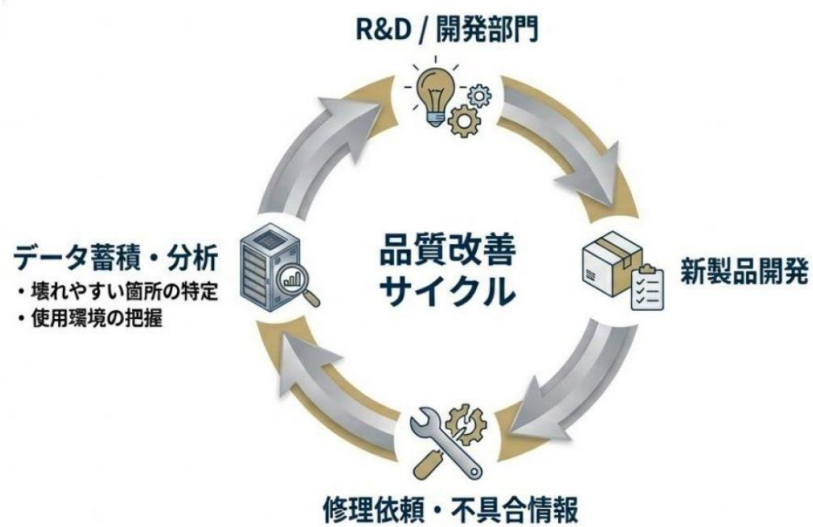 R&D / 開発部門
品質改善
サイクル
データ蓄積・分析
・壊れやすい箇所の特定
・使用環境の把握
新製品開発
修理依頼・不具合情報